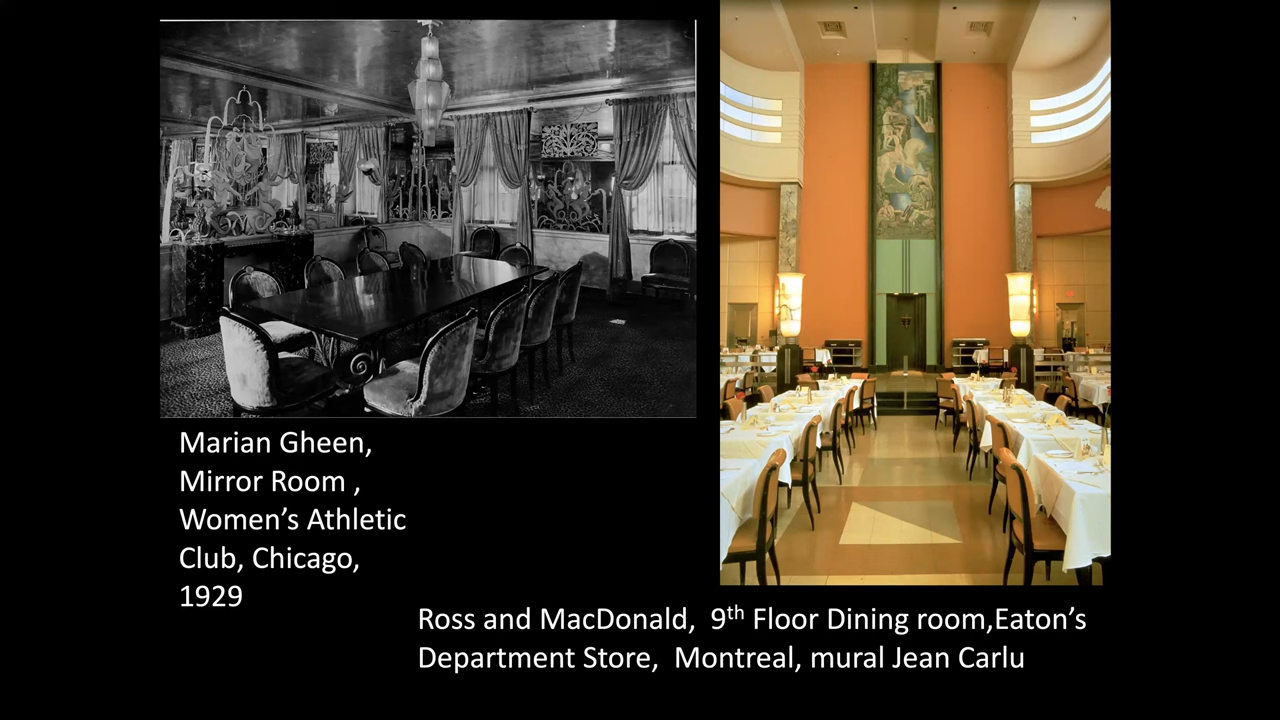 Marian Gheen,
Mirror Room ,
Women’s Athletic
Club, Chicago,
1929
Ross and MacDonald,  9th Floor Dining room,Eaton’s
Department Store,  Montreal, mural Jean Carlu